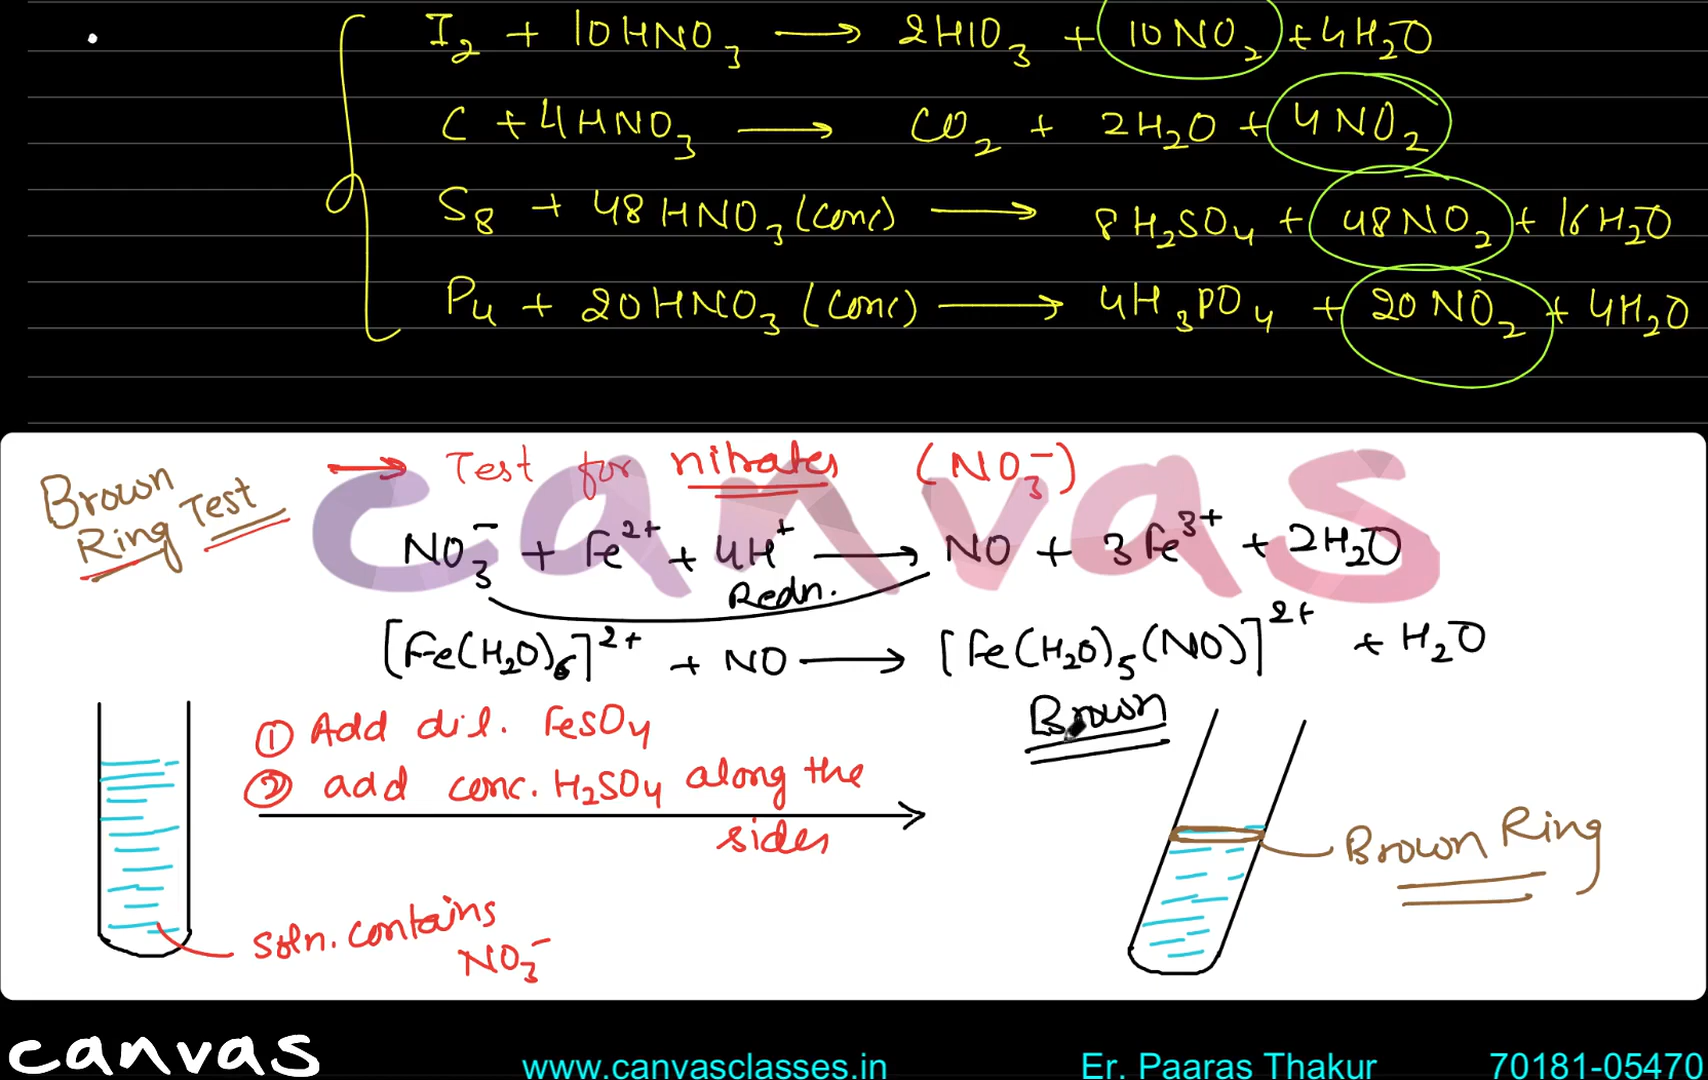 I₂ + 10HNO₃ ⟶ 2HIO₃ + 10NO₂ + 4H₂O
C + 4HNO₃ ⟶ CO₂ + 2H₂O + 4NO₂
S₈ + 48HNO₃ (conc) ⟶ 8H₂SO₄ + 48NO₂ + 16H₂O
P₄ + 20HNO₃ (conc) ⟶ 4H₃PO₄ + 20NO₂ + 4H₂O
Brown Ring Test → Test for nitrates (NO₃⁻)
canvas
NO₃⁻ + Fe²⁺ + 4H⁺ ⟶ NO + 3Fe³⁺ + 2H₂O
Redn.
[Fe(H₂O)₆]²⁺ + NO ⟶ [Fe(H₂O)₅(NO)]²⁺ + H₂O
Brown
① Add dil. FeSO₄
② add conc. H₂SO₄ along the
sides
Brown Ring
Soln. contains
NO₃⁻
canvas www.canvasclasses.in Er. Paaras Thakur 70181-05470